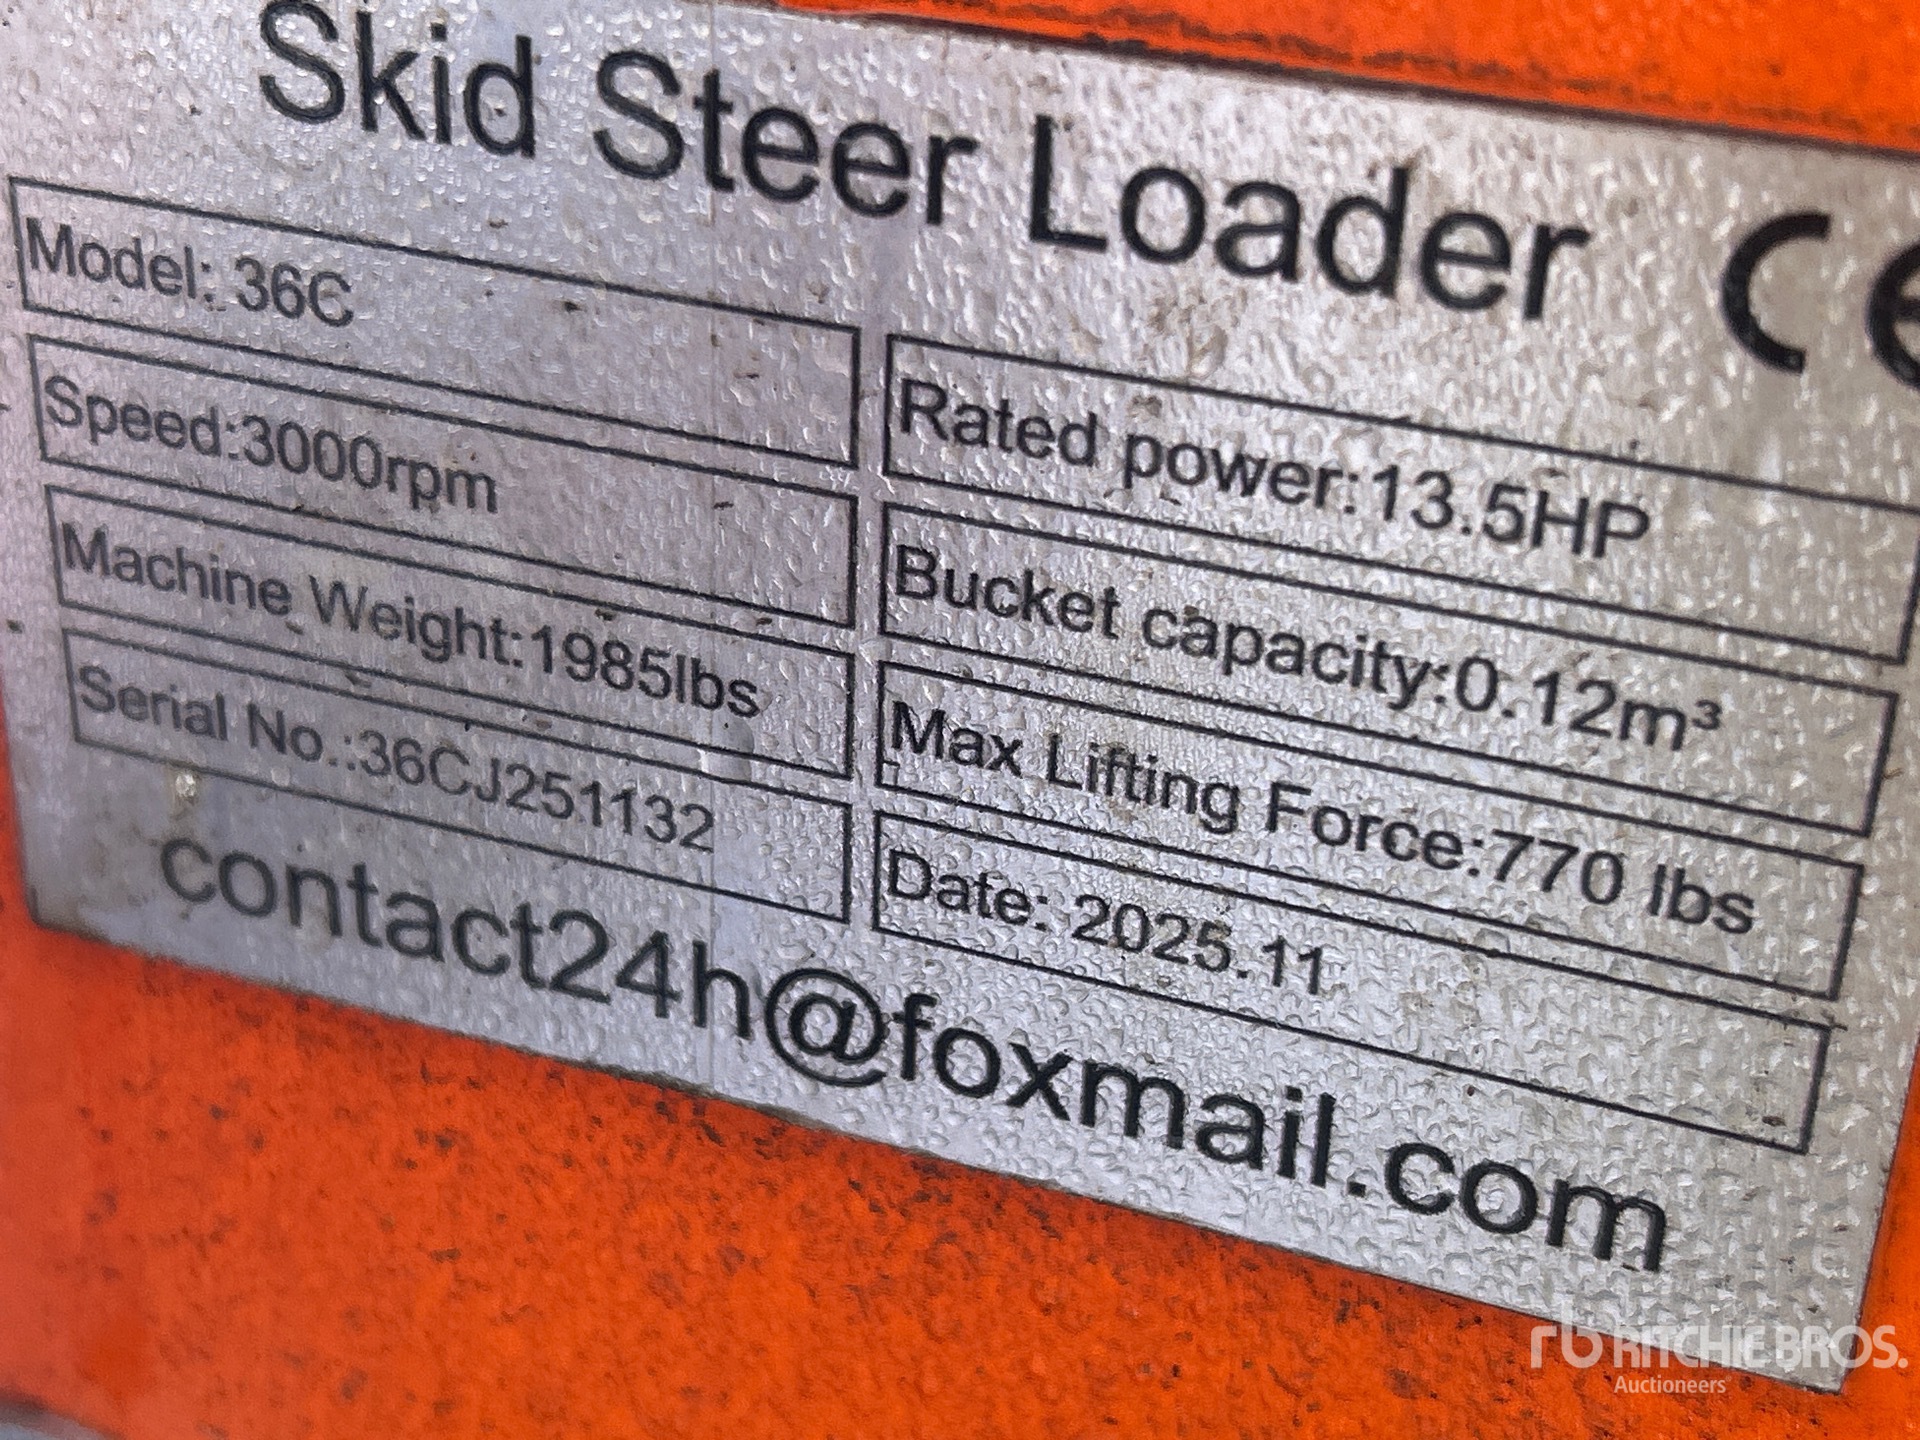 Skid Steer Loader CE
Model: 36C
Rated power:13.5HP
Speed:3000rpm
Bucket capacity:0.12m³
Machine Weight:1985lbs
Max Lifting Force:770 lbs
Serial No.:36CJ251132
Date: 2025.11
contact24h@foxmail.com
rb RITCHIE BROS.
Auctioneers